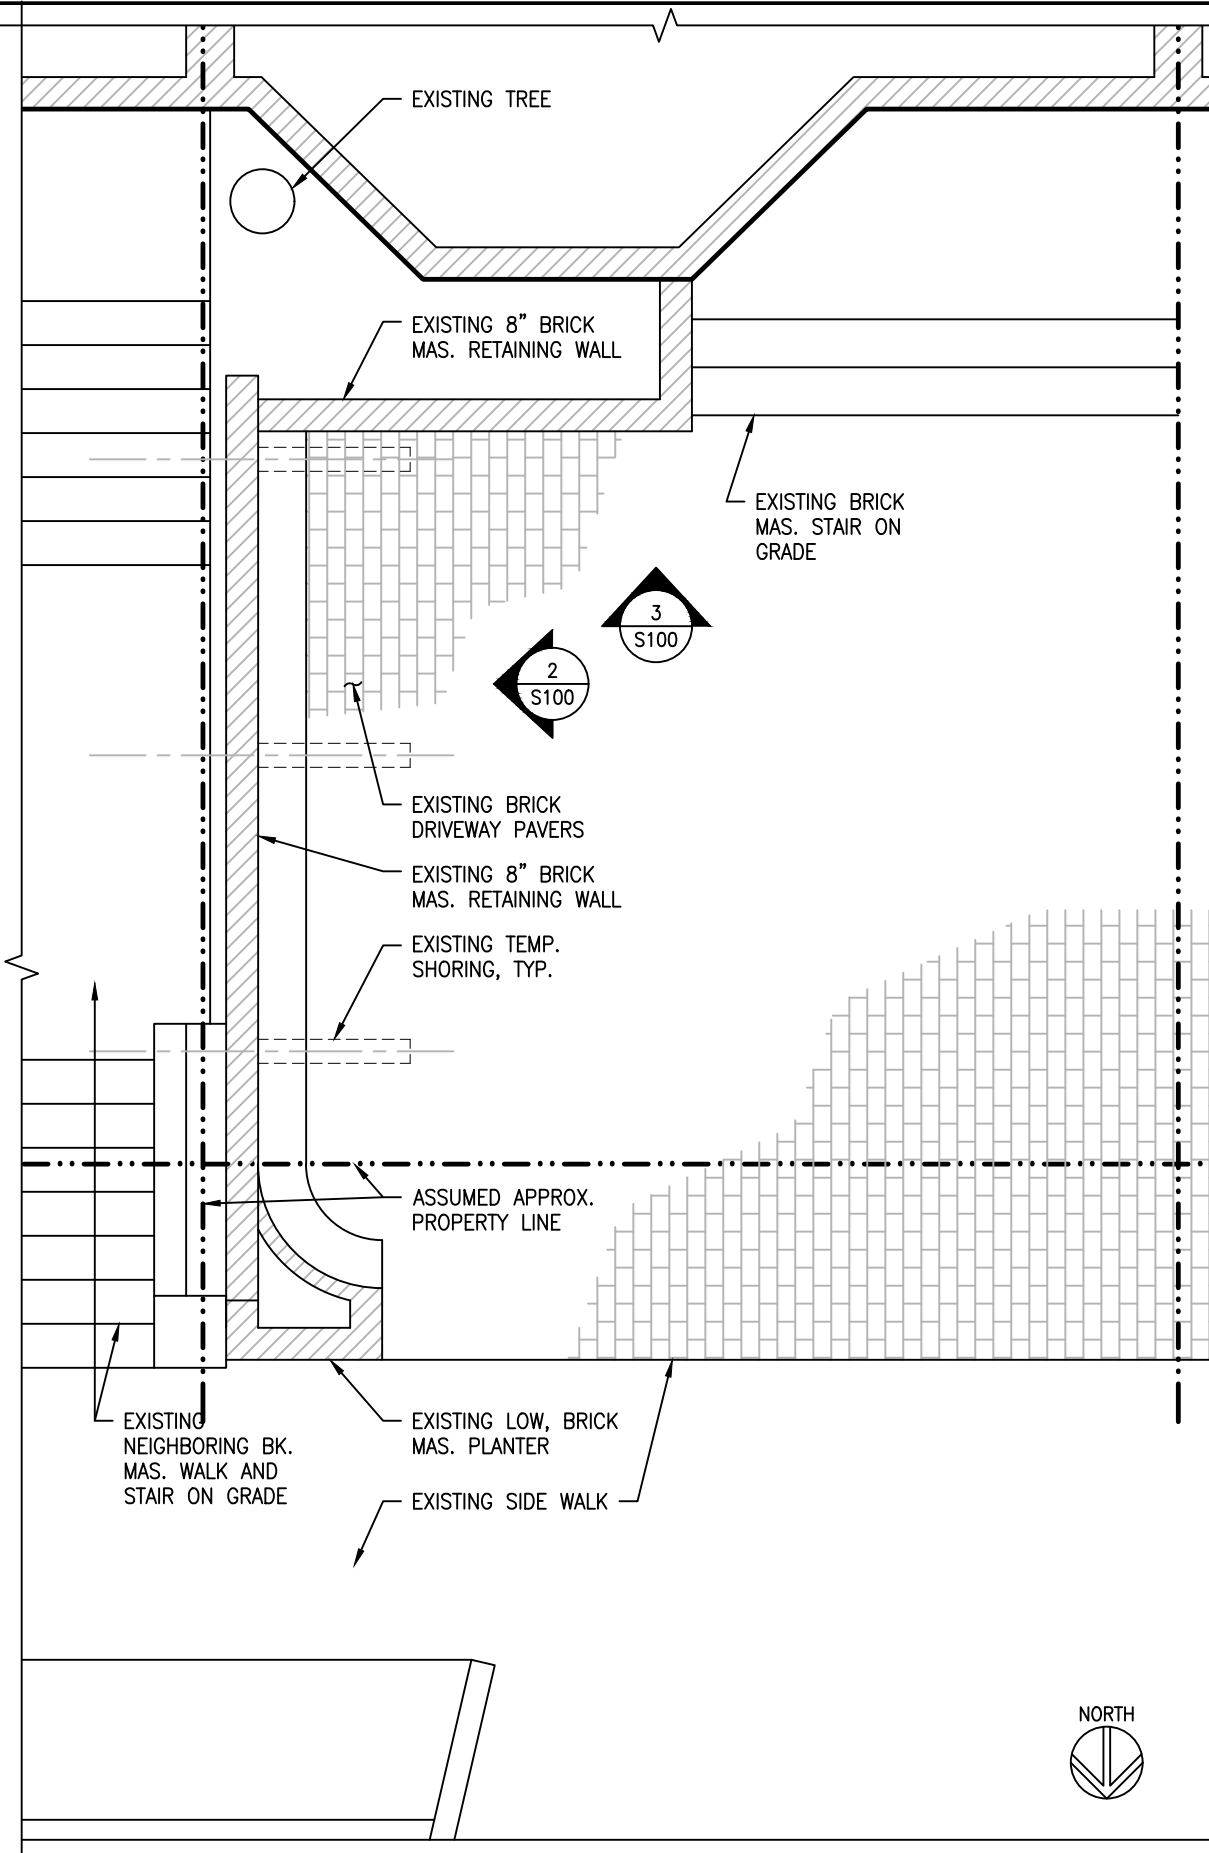 EXISTING TREE
EXISTING 8" BRICK
MAS. RETAINING WALL
EXISTING BRICK
MAS. STAIR ON
GRADE
3
S100
2
S100
EXISTING BRICK
DRIVEWAY PAVERS
EXISTING 8" BRICK
MAS. RETAINING WALL
EXISTING TEMP.
SHORING, TYP.
ASSUMED APPROX.
PROPERTY LINE
EXISTING
NEIGHBORING BK.
MAS. WALK AND
STAIR ON GRADE
EXISTING LOW, BRICK
MAS. PLANTER
EXISTING SIDE WALK
NORTH